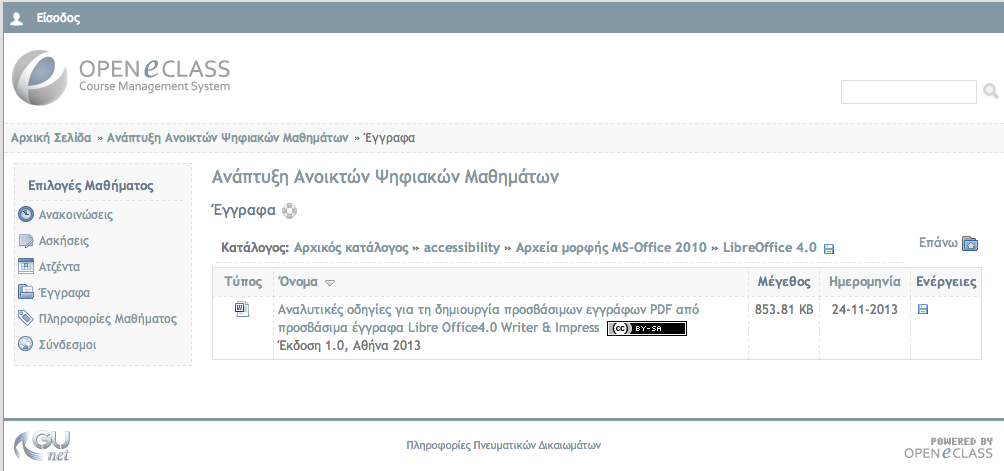 Είσοδος
OPEN eCLASS
Course Management System
Αρχική Σελίδα » Ανάπτυξη Ανοικτών Ψηφιακών Μαθημάτων » Έγγραφα
Επιλογές Μαθήματος
Ανακοινώσεις
Ασκήσεις
Ατζέντα
Έγγραφα
Πληροφορίες Μαθήματος
Σύνδεσμοι
Ανάπτυξη Ανοικτών Ψηφιακών Μαθημάτων
Έγγραφα
Κατάλογος: Αρχικός κατάλογος » accessibility » Αρχεία μορφής MS-Office 2010 » LibreOffice 4.0
Επάνω
Τύπος Όνομα Μέγεθος Ημερομηνία Ενέργειες
Αναλυτικές οδηγίες για τη δημιουργία προσβάσιμων εγγράφων PDF από 853.81 KB 24-11-2013
προσβάσιμα έγγραφα Libre Office4.0 Writer & Impress (cc) BY-SA
Έκδοση 1.0, Αθήνα 2013
GU net
Πληροφορίες Πνευματικών Δικαιωμάτων
POWERED BY
OPEN eCLASS